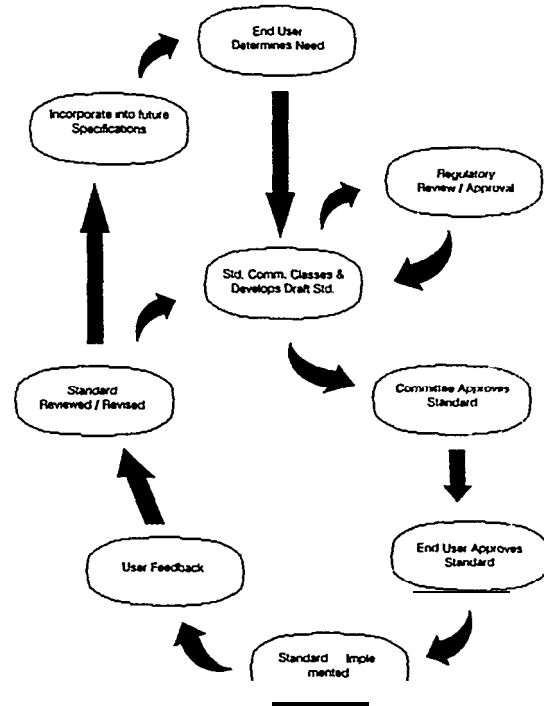 End User
Determines Need
Incorporate into future
Specifications
Regulatory
Review / Approval
Std. Comm. Classes &
Develops Draft Std.
Standard
Reviewed / Revised
Committee Approves
Standard
User Feedback
End User Approves
Standard
Standard Imple
mented